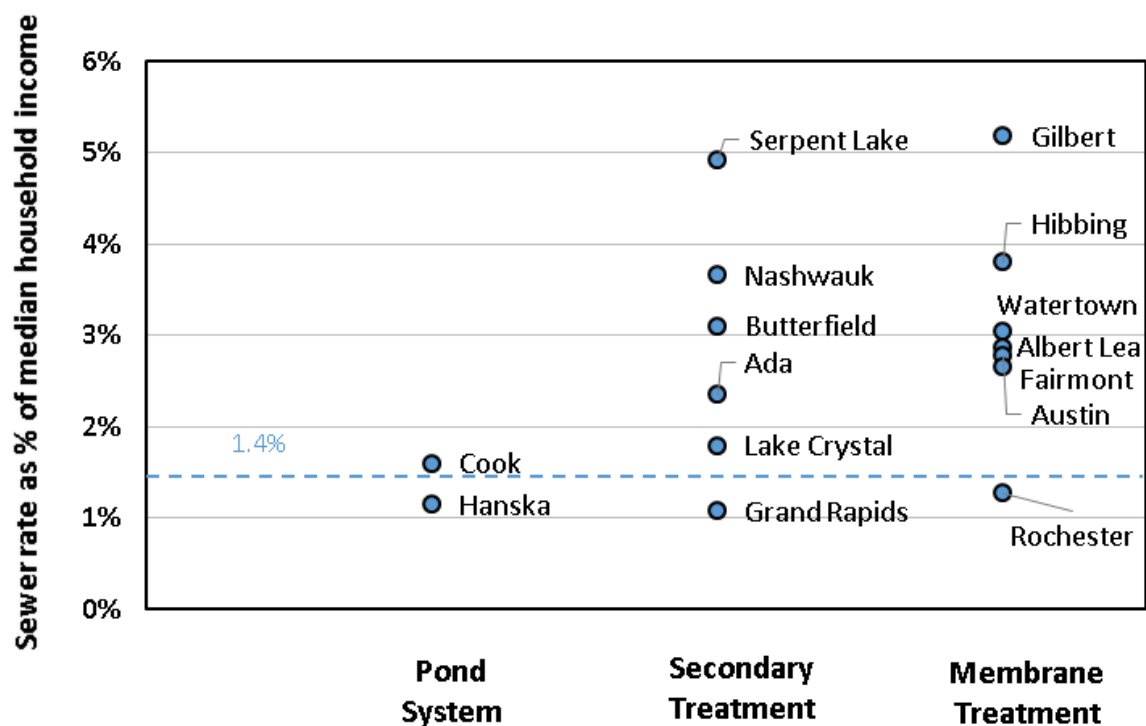 Sewer rate as % of median household income
6%
5%
4%
3%
2%
1%
0%
1.4%
Cook
Hanska
Serpent Lake
Nashwauk
Butterfield
Ada
Lake Crystal
Grand Rapids
Gilbert
Hibbing
Watertown
Albert Lea
Fairmont
Austin
Rochester
Pond
System
Secondary
Treatment
Membrane
Treatment